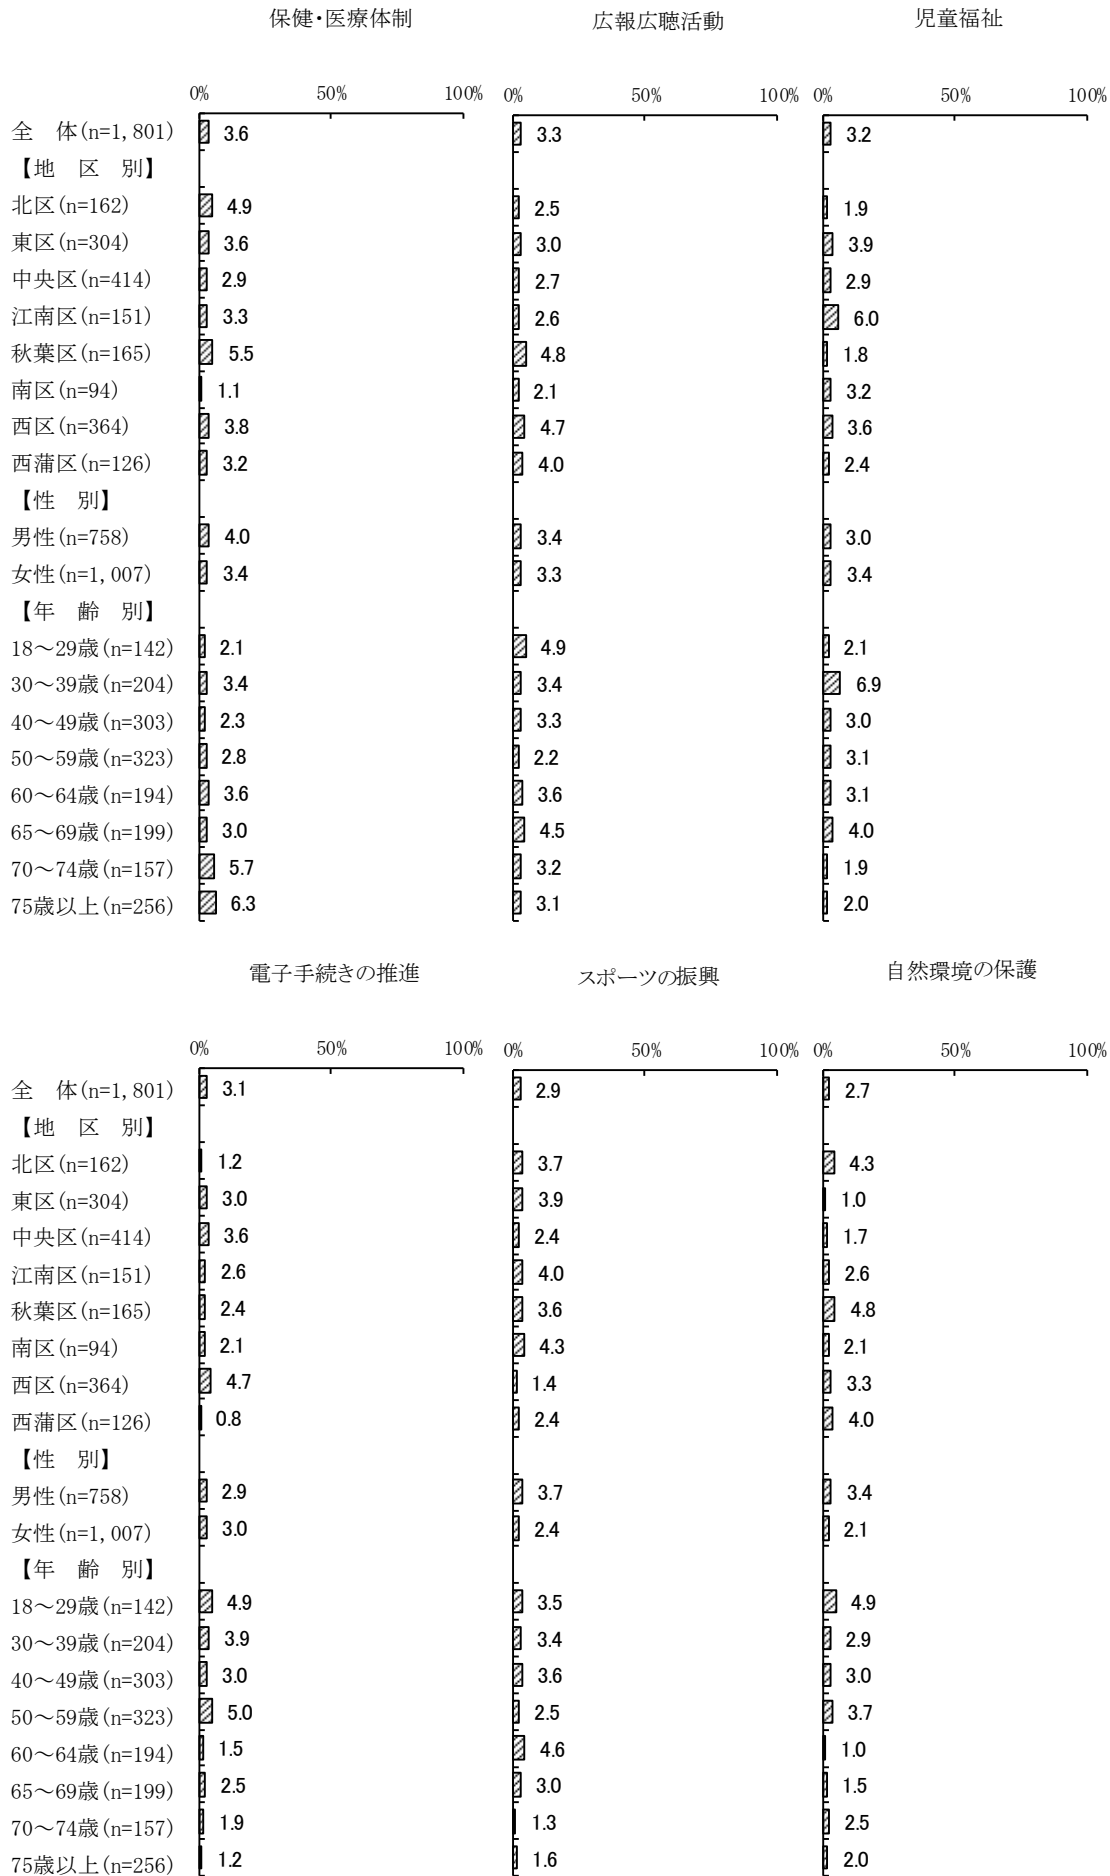 保健・医療体制 広報広聴活動 児童福祉
0% 50% 100% 0% 50% 100% 0% 50% 100%
全　体(n=1,801) 3.6 3.3 3.2
【地　区　別】
北区(n=162) 4.9 2.5 1.9
東区(n=304) 3.6 3.0 3.9
中央区(n=414) 2.9 2.7 2.9
江南区(n=151) 3.3 2.6 6.0
秋葉区(n=165) 5.5 4.8 1.8
南区(n=94) 1.1 2.1 3.2
西区(n=364) 3.8 4.7 3.6
西蒲区(n=126) 3.2 4.0 2.4
【性　別】
男性(n=758) 4.0 3.4 3.0
女性(n=1,007) 3.4 3.3 3.4
【年　齢　別】
18～29歳(n=142) 2.1 4.9 2.1
30～39歳(n=204) 3.4 3.4 6.9
40～49歳(n=303) 2.3 3.3 3.0
50～59歳(n=323) 2.8 2.2 3.1
60～64歳(n=194) 3.6 3.6 3.1
65～69歳(n=199) 3.0 4.5 4.0
70～74歳(n=157) 5.7 3.2 1.9
75歳以上(n=256) 6.3 3.1 2.0
電子手続きの推進 スポーツの振興 自然環境の保護
0% 50% 100% 0% 50% 100% 0% 50% 100%
全　体(n=1,801) 3.1 2.9 2.7
【地　区　別】
北区(n=162) 1.2 3.7 4.3
東区(n=304) 3.0 3.9 1.0
中央区(n=414) 3.6 2.4 1.7
江南区(n=151) 2.6 4.0 2.6
秋葉区(n=165) 2.4 3.6 4.8
南区(n=94) 2.1 4.3 2.1
西区(n=364) 4.7 1.4 3.3
西蒲区(n=126) 0.8 2.4 4.0
【性　別】
男性(n=758) 2.9 3.7 3.4
女性(n=1,007) 3.0 2.4 2.1
【年　齢　別】
18～29歳(n=142) 4.9 3.5 4.9
30～39歳(n=204) 3.9 3.4 2.9
40～49歳(n=303) 3.0 3.6 3.0
50～59歳(n=323) 5.0 2.5 3.7
60～64歳(n=194) 1.5 4.6 1.0
65～69歳(n=199) 2.5 3.0 1.5
70～74歳(n=157) 1.9 1.3 2.5
75歳以上(n=256) 1.2 1.6 2.0